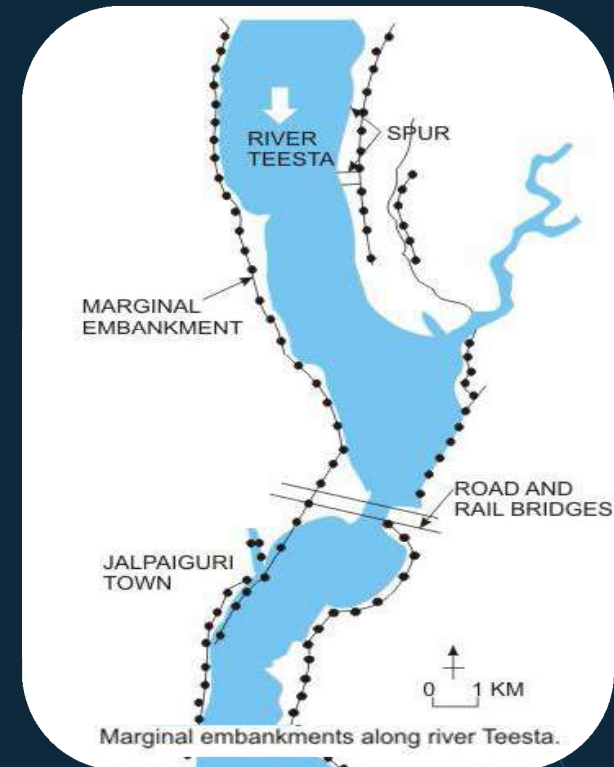 RIVER
TEESTA
SPUR
MARGINAL
EMBANKMENT
ROAD AND
RAIL BRIDGES
JALPAIGURI
TOWN
0 1 KM
Marginal embankments along river Teesta.